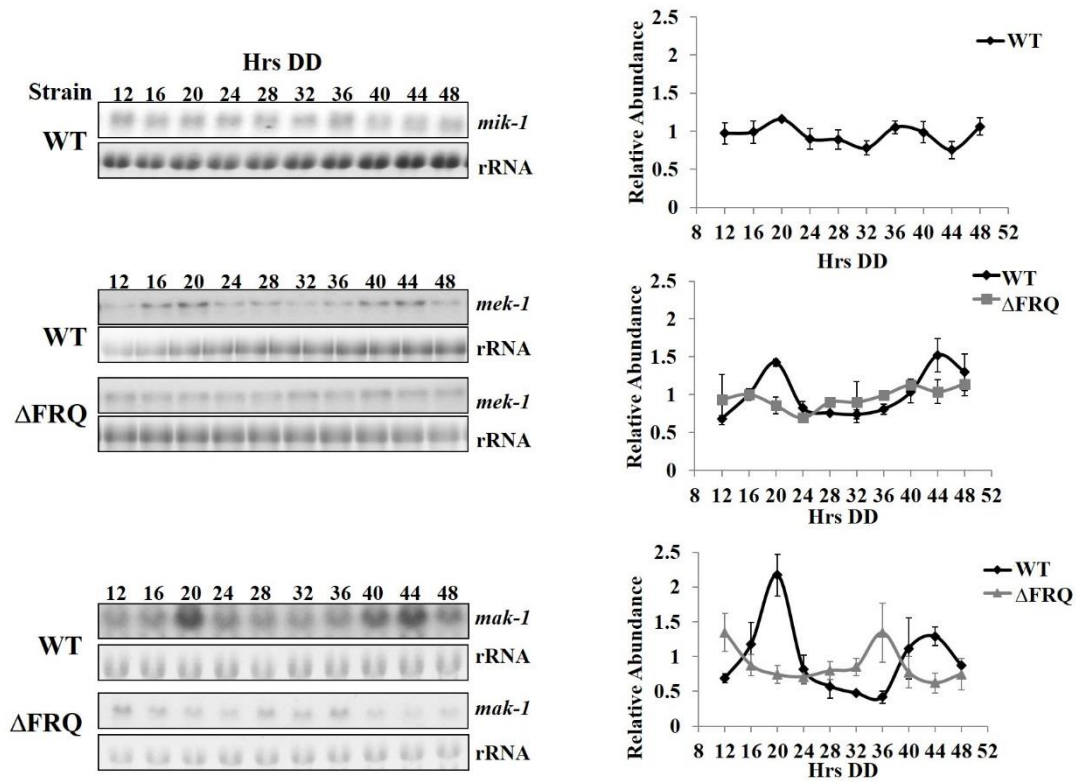 Hrs DD
Strain 12 16 20 24 28 32 36 40 44 48
WT mik-1
rRNA
12 16 20 24 28 32 36 40 44 48
WT mek-1
rRNA
ΔFRQ mek-1
rRNA
12 16 20 24 28 32 36 40 44 48
WT mak-1
rRNA
ΔFRQ mak-1
rRNA
Relative Abundance
2.5
2
1.5
1
0.5
0
WT
8 12 16 20 24 28 32 36 40 44 48 52
Hrs DD
Relative Abundance
2.5
2
1.5
1
0.5
0
WT
ΔFRQ
8 12 16 20 24 28 32 36 40 44 48 52
Hrs DD
Relative Abundance
2.5
2
1.5
1
0.5
0
WT
ΔFRQ
8 12 16 20 24 28 32 36 40 44 48 52
Hrs DD